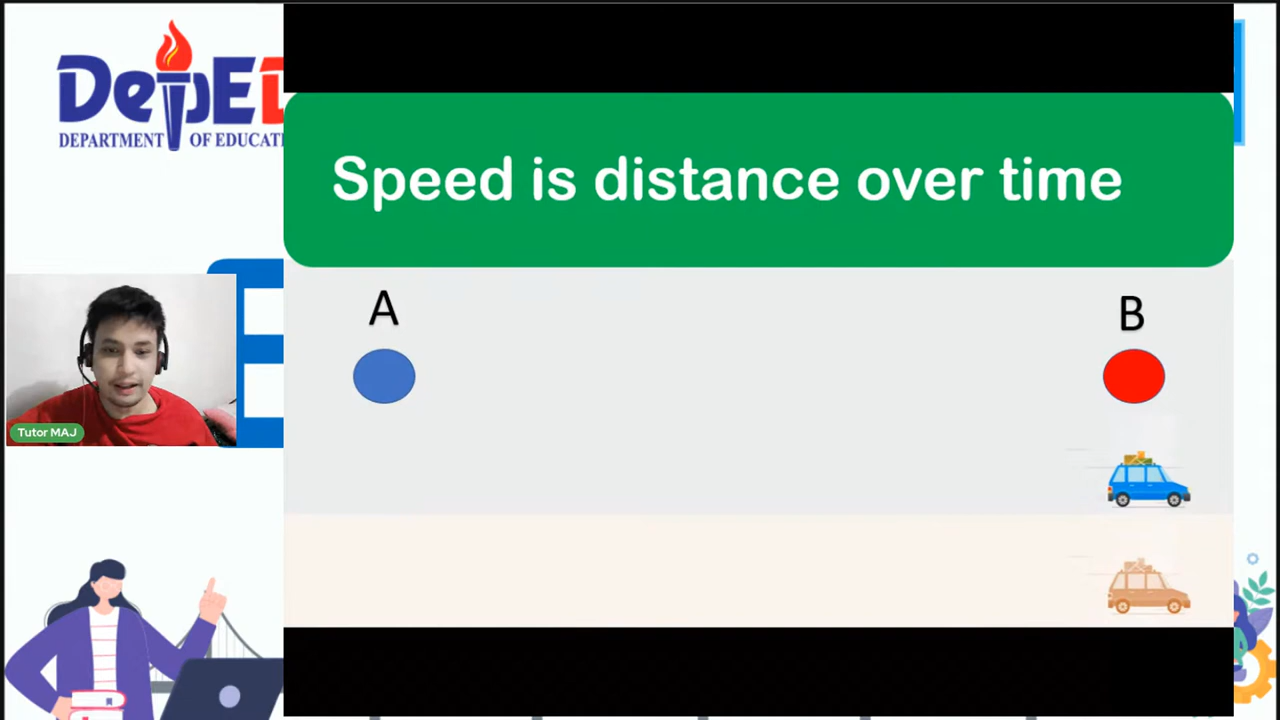 DepED
DEPARTMENT OF EDUCATI
Speed is distance over time
A
B
Tutor MAJ